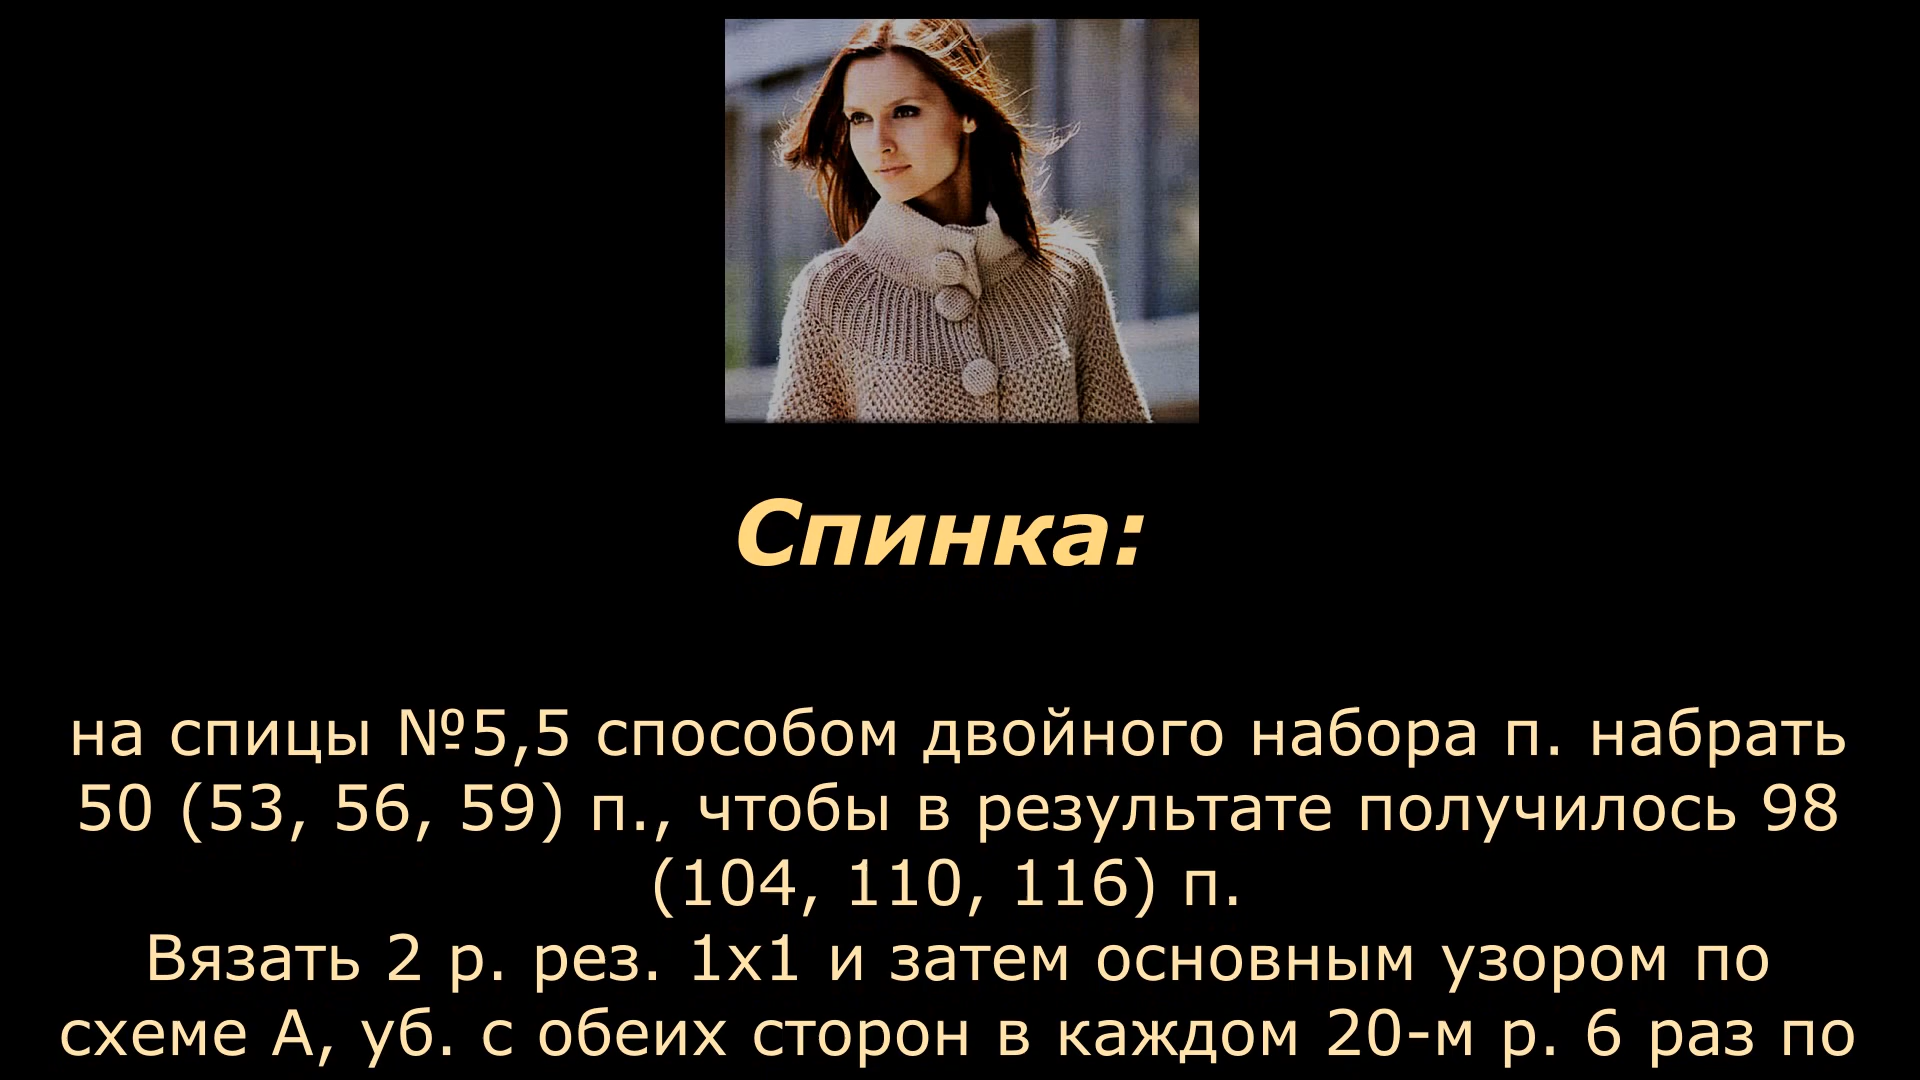 Спинка:
на спицы №5,5 способом двойного набора п. набрать
50 (53, 56, 59) п., чтобы в результате получилось 98
(104, 110, 116) п.
Вязать 2 р. рез. 1х1 и затем основным узором по
схеме А, уб. с обеих сторон в каждом 20-м р. 6 раз по